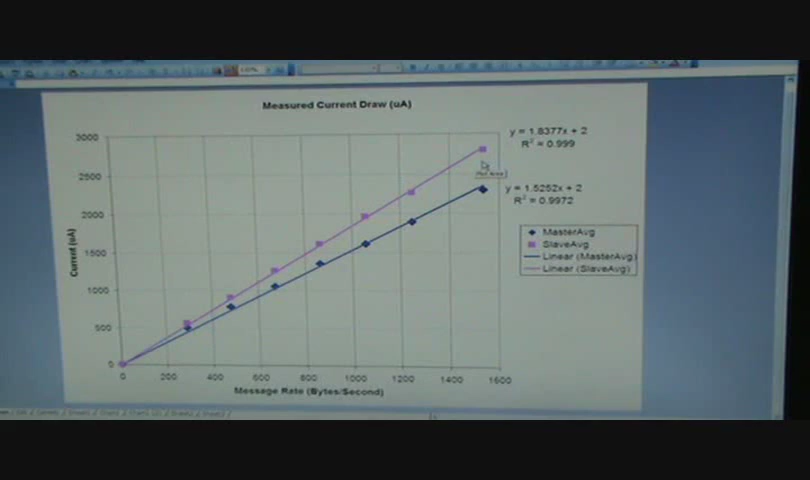 Measured Current Draw (uA)
y = 1.8377x + 2
R² = 0.999
Plot Area
y = 1.5252x + 2
R² = 0.9972
3000
2500
2000
1500
1000
500
0
Current (uA)
MasterAvg
SlaveAvg
Linear (MasterAvg)
Linear (SlaveAvg)
0 200 400 600 800 1000 1200 1400 1600
Message Rate (Bytes/Second)